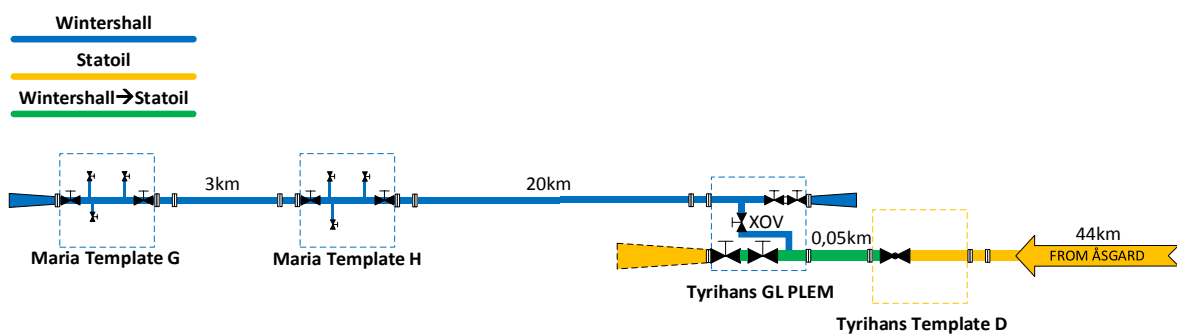 Wintershall
Statoil
Wintershall→Statoil
3km
20km
XOV
0,05km
44km
FROM ÅSGARD
Maria Template G
Maria Template H
Tyrihans GL PLEM
Tyrihans Template D